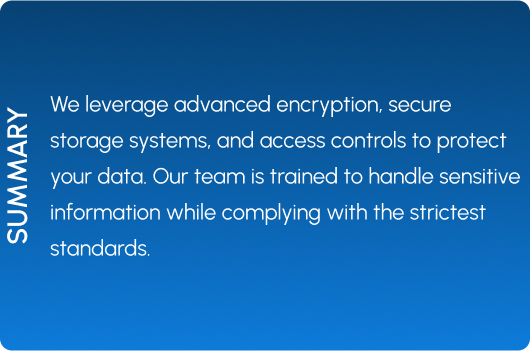 SUMMARY
We leverage advanced encryption, secure
storage systems, and access controls to protect
your data. Our team is trained to handle sensitive
information while complying with the strictest
standards.